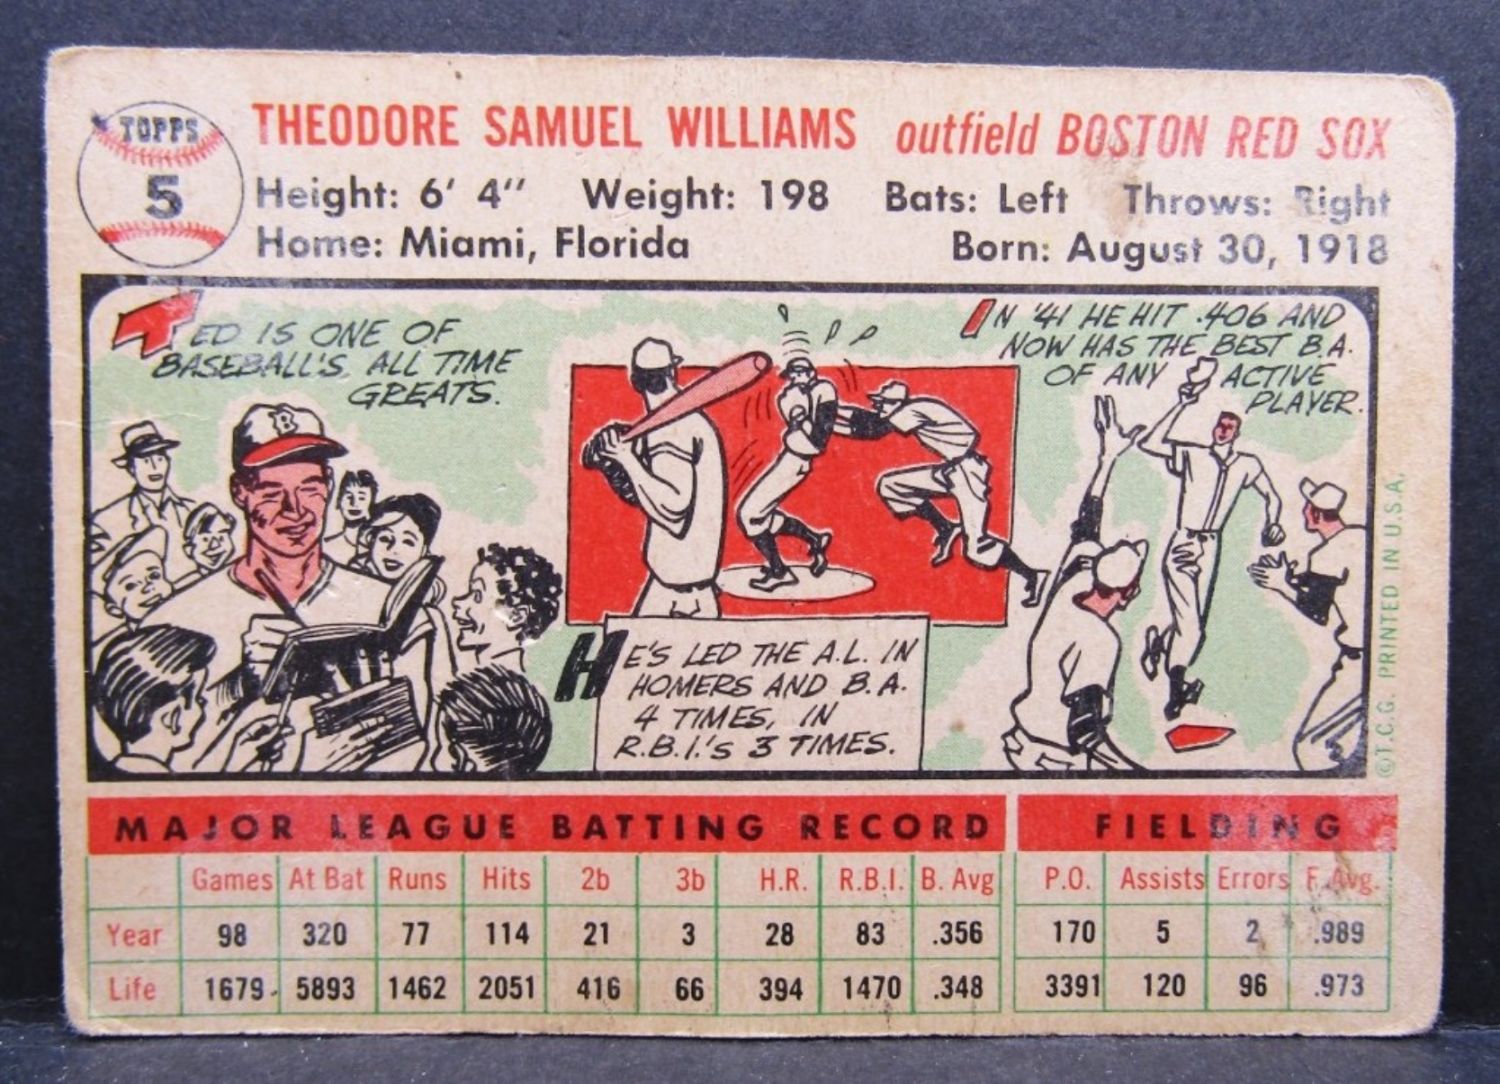 TOPPS
5
THEODORE SAMUEL WILLIAMS outfield BOSTON RED SOX
Height: 6' 4" Weight: 198 Bats: Left Throws: Right
Home: Miami, Florida Born: August 30, 1918
TED IS ONE OF
BASEBALL'S ALL TIME
GREATS.
B
IN '41 HE HIT .406 AND
NOW HAS THE BEST B.A.
OF ANY ACTIVE
PLAYER.
HE'S LED THE A.L. IN
HOMERS AND B.A.
4 TIMES, IN
R.B.I.'S 3 TIMES.
©T.C.G. PRINTED IN U.S.A.
MAJOR LEAGUE BATTING RECORD FIELDING
Games At Bat Runs Hits 2b 3b H.R. R.B.I. B. Avg P.O. Assists Errors F. Avg.
Year 98 320 77 114 21 3 28 83 .356 170 5 2 .989
Life 1679 5893 1462 2051 416 66 394 1470 .348 3391 120 96 .973